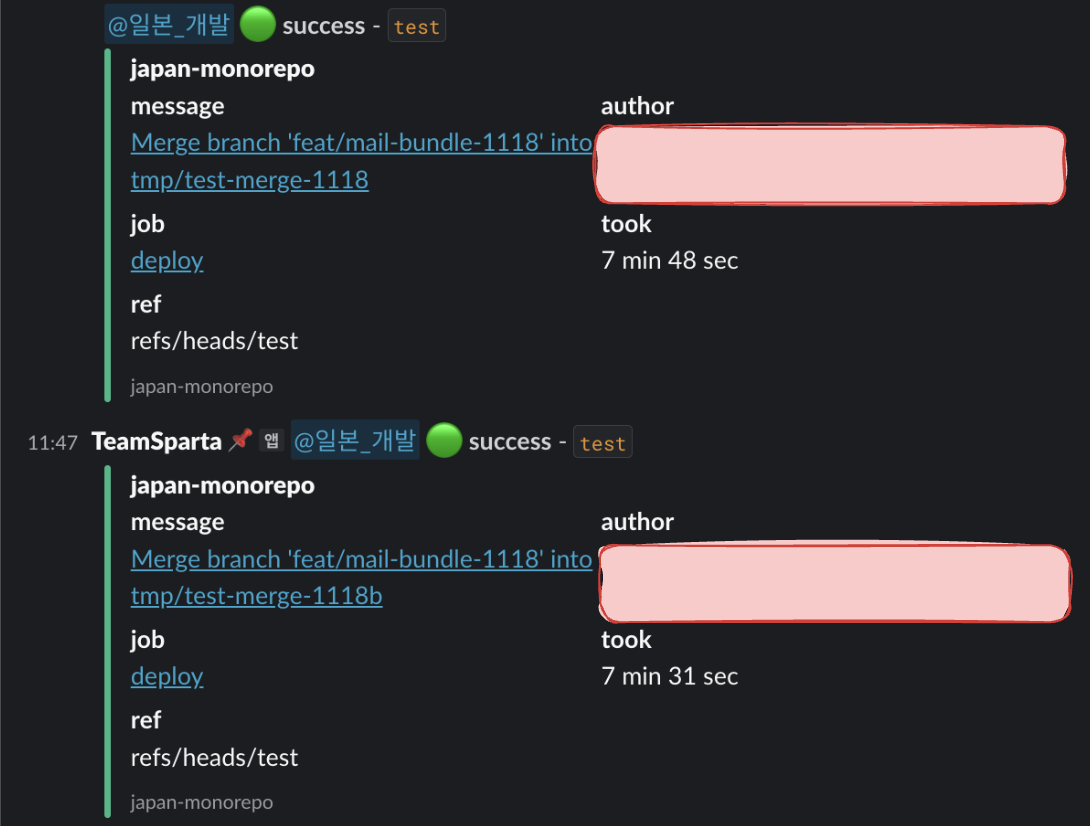 @일본_개발 success - test
japan-monorepo
message author
Merge branch 'feat/mail-bundle-1118' into
tmp/test-merge-1118
job took
deploy 7 min 48 sec
ref
refs/heads/test
japan-monorepo
11:47 TeamSparta 앱 @일본_개발 success - test
japan-monorepo
message author
Merge branch 'feat/mail-bundle-1118' into
tmp/test-merge-1118b
job took
deploy 7 min 31 sec
ref
refs/heads/test
japan-monorepo